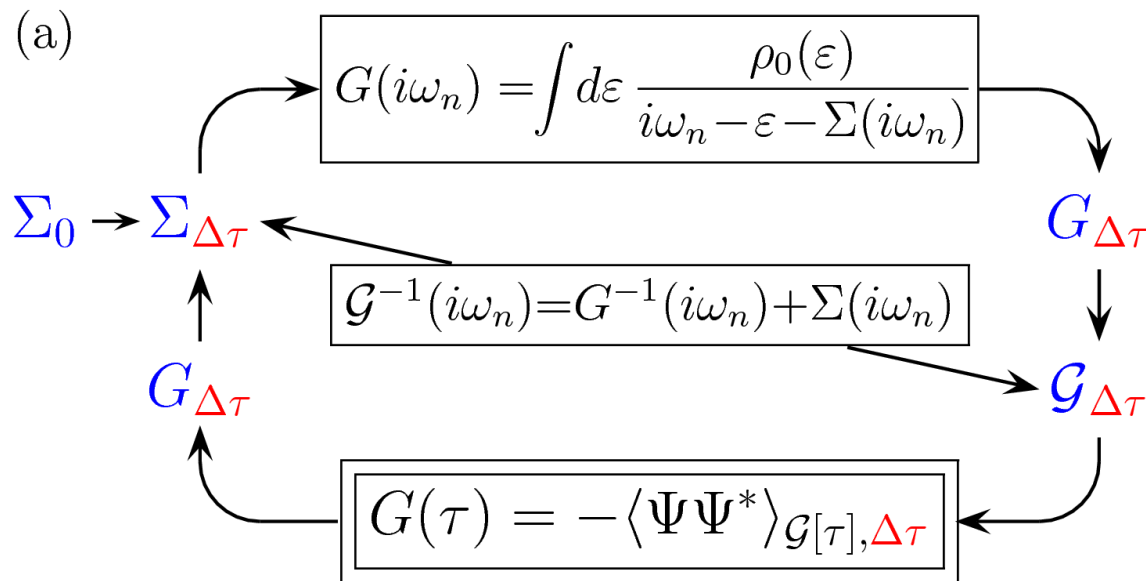 (a)
G(iω_n) = ∫dε ρ_0(ε) / (iω_n − ε − Σ(iω_n))
Σ_0 → Σ_Δτ
G_Δτ
𝒢^{−1}(iω_n)=G^{−1}(iω_n)+Σ(iω_n)
G_Δτ
𝒢_Δτ
G(τ) = −⟨ΨΨ*⟩_{𝒢[τ],Δτ}